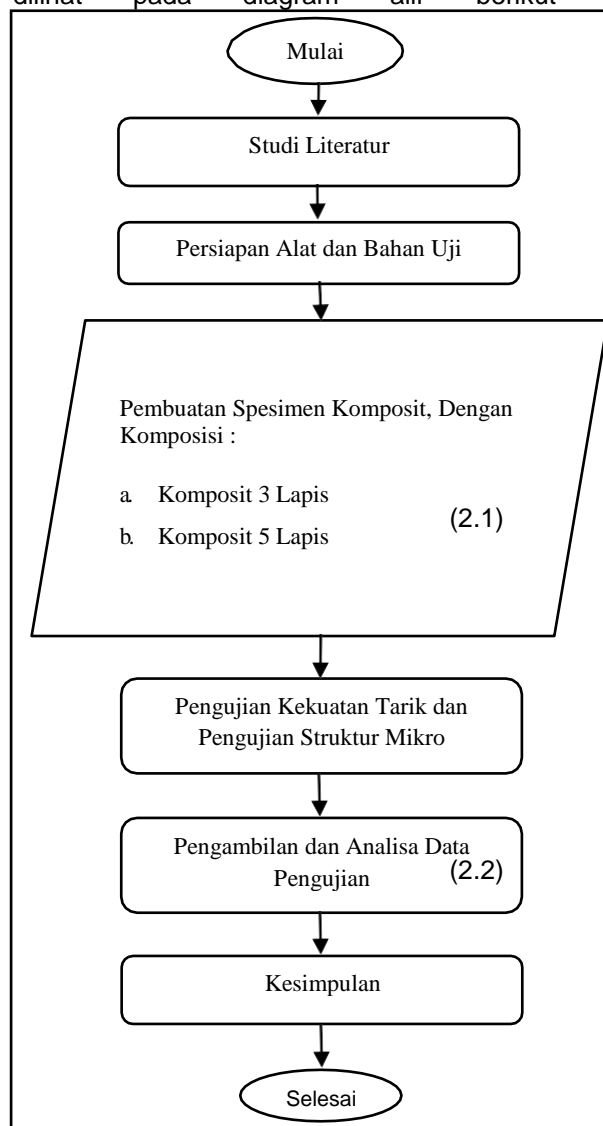 dilihat pada diagram alir berikut
Mulai
Studi Literatur
Persiapan Alat dan Bahan Uji
Pembuatan Spesimen Komposit, Dengan
Komposisi :
a. Komposit 3 Lapis
(2.1)
b. Komposit 5 Lapis
Pengujian Kekuatan Tarik dan
Pengujian Struktur Mikro
Pengambilan dan Analisa Data
Pengujian (2.2)
Kesimpulan
Selesai